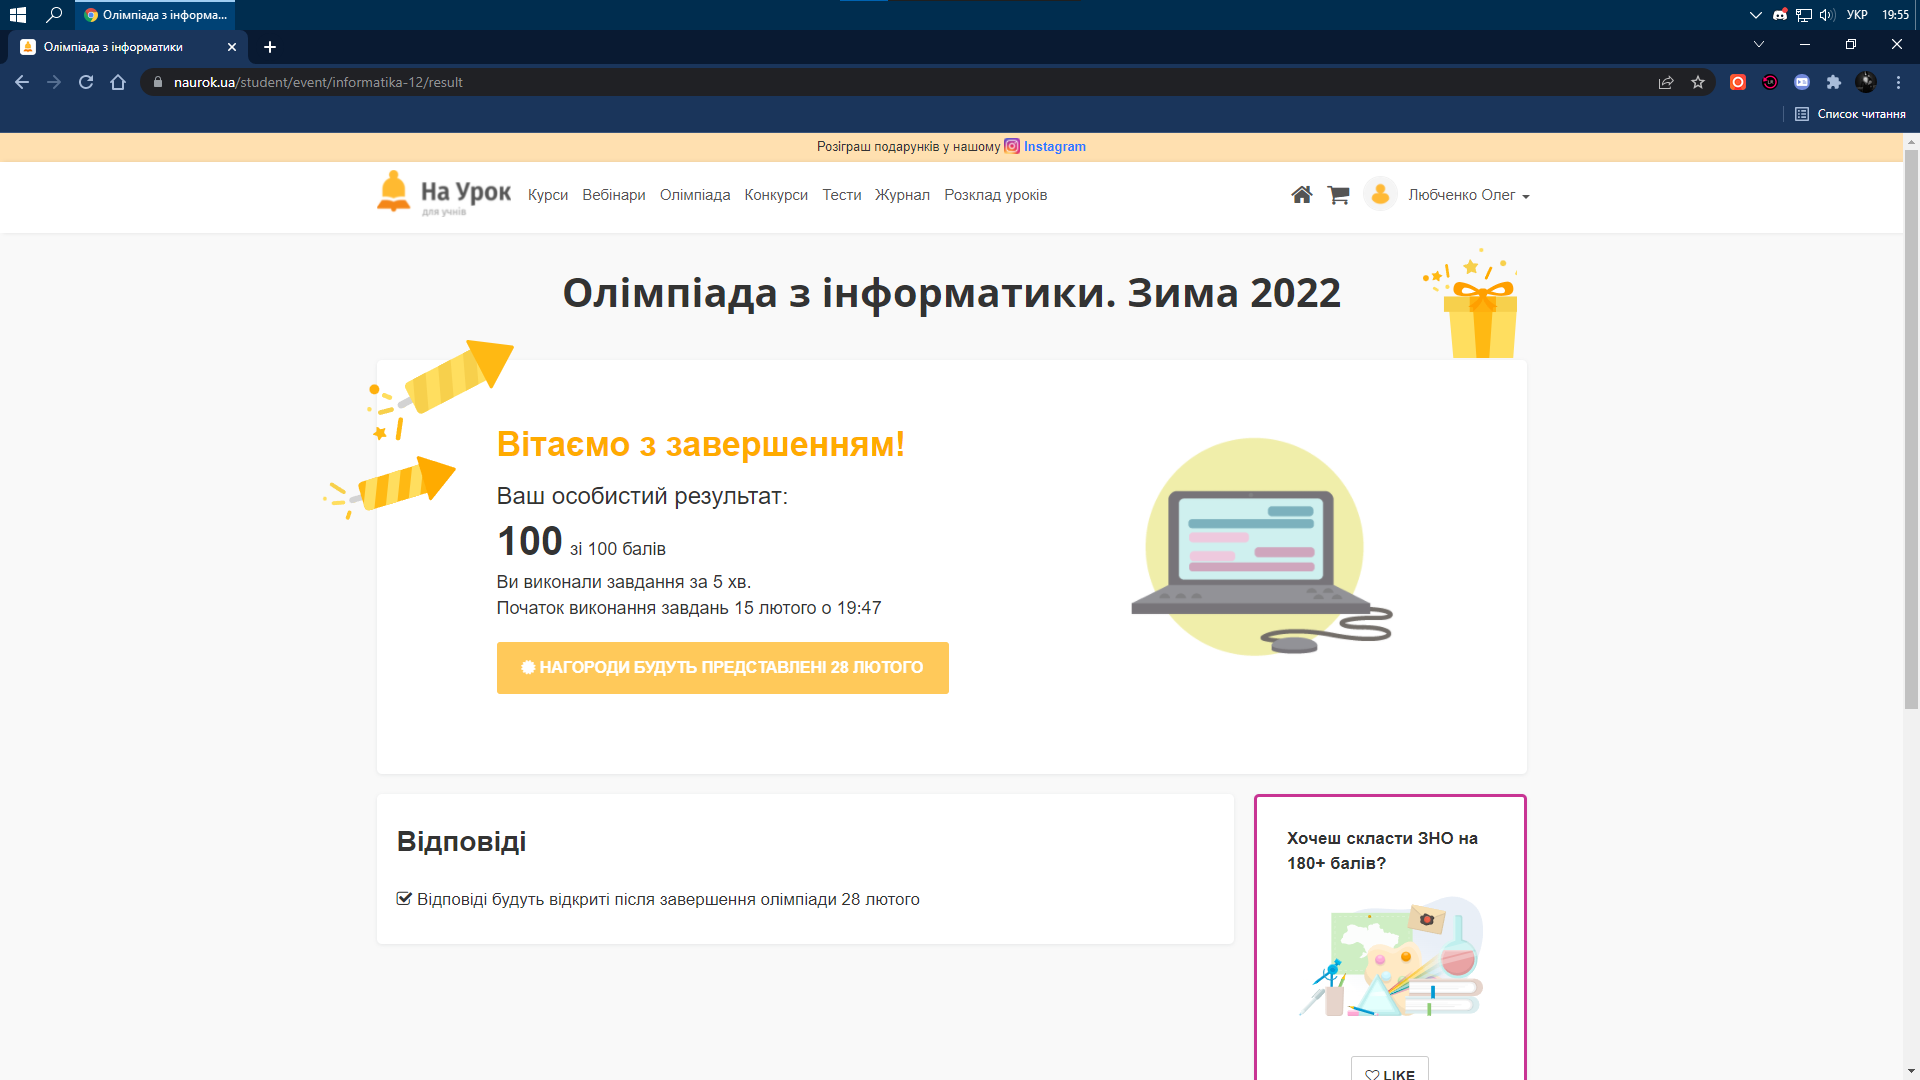 Олімпіада з інформа...
УКР
19:55
Олімпіада з інформатики
naurok.ua/student/event/informatika-12/result
Список читання
Розіграш подарунків у нашому Instagram
На Урок
для учнів
Курси Вебінари Олімпіада Конкурси Тести Журнал Розклад уроків
Любченко Олег
Олімпіада з інформатики. Зима 2022
Вітаємо з завершенням!
Ваш особистий результат:
100 зі 100 балів
Ви виконали завдання за 5 хв.
Початок виконання завдань 15 лютого о 19:47
НАГОРОДИ БУДУТЬ ПРЕДСТАВЛЕНІ 28 ЛЮТОГО
Відповіді
Відповіді будуть відкриті після завершення олімпіади 28 лютого
Хочеш скласти ЗНО на
180+ балів?
LIKE